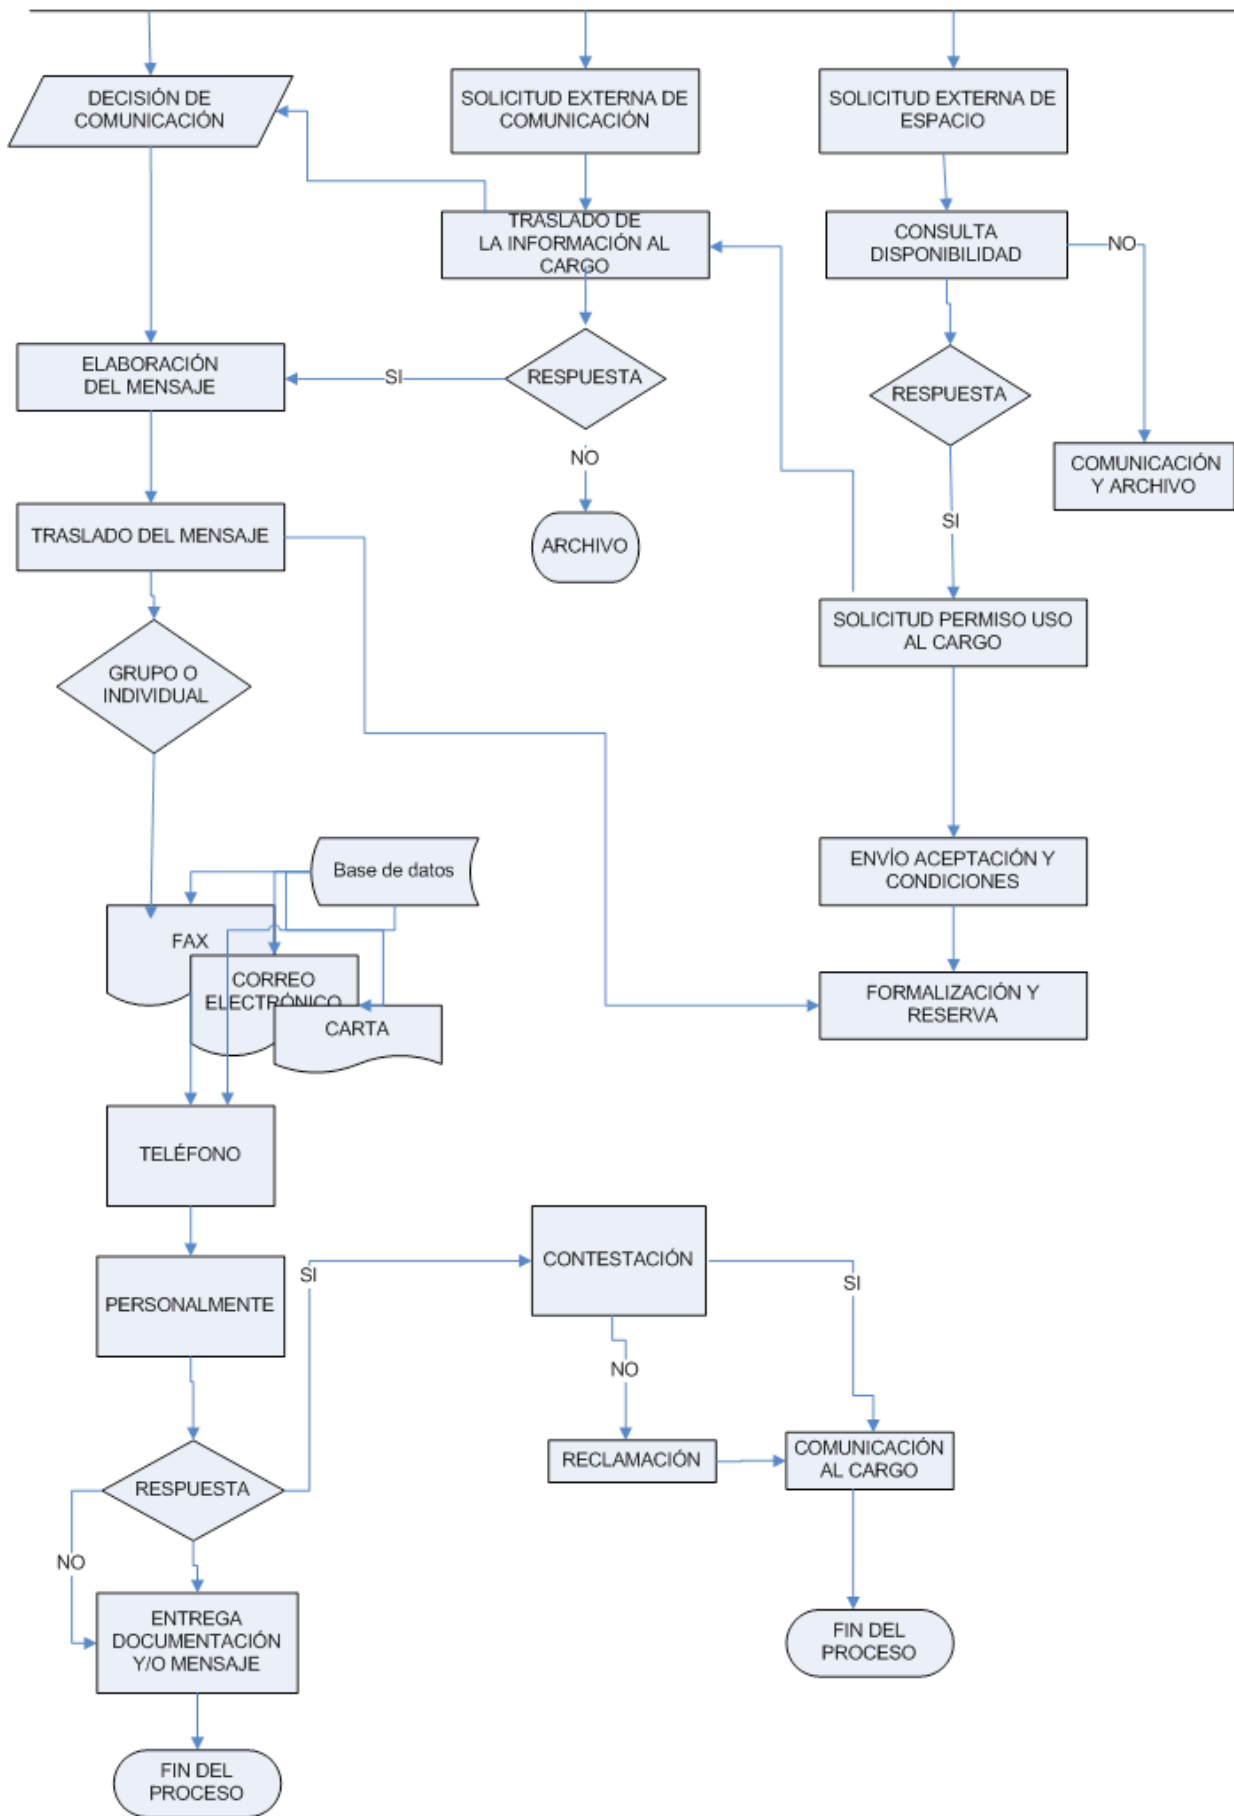 DECISIÓN DE
COMUNICACIÓN
SOLICITUD EXTERNA DE
COMUNICACIÓN
SOLICITUD EXTERNA DE
ESPACIO
TRASLADO DE
LA INFORMACIÓN AL
CARGO
CONSULTA
DISPONIBILIDAD
NO
ELABORACIÓN
DEL MENSAJE
SI
RESPUESTA
RESPUESTA
NO
COMUNICACIÓN
Y ARCHIVO
SI
TRASLADO DEL MENSAJE
ARCHIVO
SOLICITUD PERMISO USO
AL CARGO
GRUPO O
INDIVIDUAL
Base de datos
ENVÍO ACEPTACIÓN Y
CONDICIONES
FAX
CORREO
ELECTRÓNICO
CARTA
FORMALIZACIÓN Y
RESERVA
TELÉFONO
CONTESTACIÓN
SI
SI
PERSONALMENTE
NO
RECLAMACIÓN
COMUNICACIÓN
AL CARGO
RESPUESTA
NO
ENTREGA
DOCUMENTACIÓN
Y/O MENSAJE
FIN DEL
PROCESO
FIN DEL
PROCESO